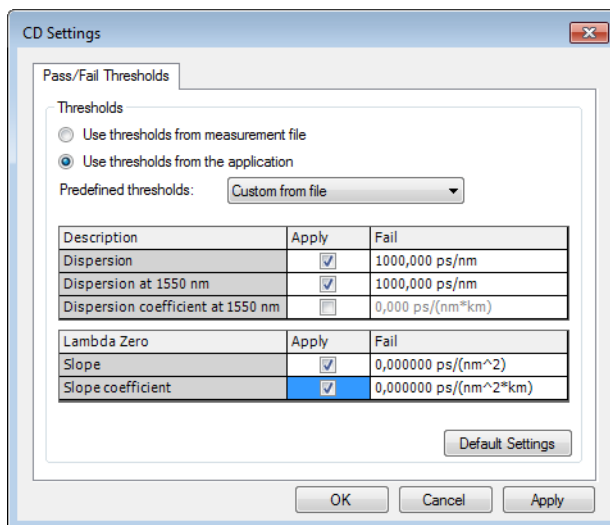 CD Settings
Pass/Fail Thresholds
Thresholds
Use thresholds from measurement file
Use thresholds from the application
Predefined thresholds: Custom from file
Description Apply Fail
Dispersion 1000,000 ps/nm
Dispersion at 1550 nm 1000,000 ps/nm
Dispersion coefficient at 1550 nm 0,000 ps/(nm*km)
Lambda Zero Apply Fail
Slope 0,000000 ps/(nm^2)
Slope coefficient 0,000000 ps/(nm^2*km)
Default Settings
OK Cancel Apply